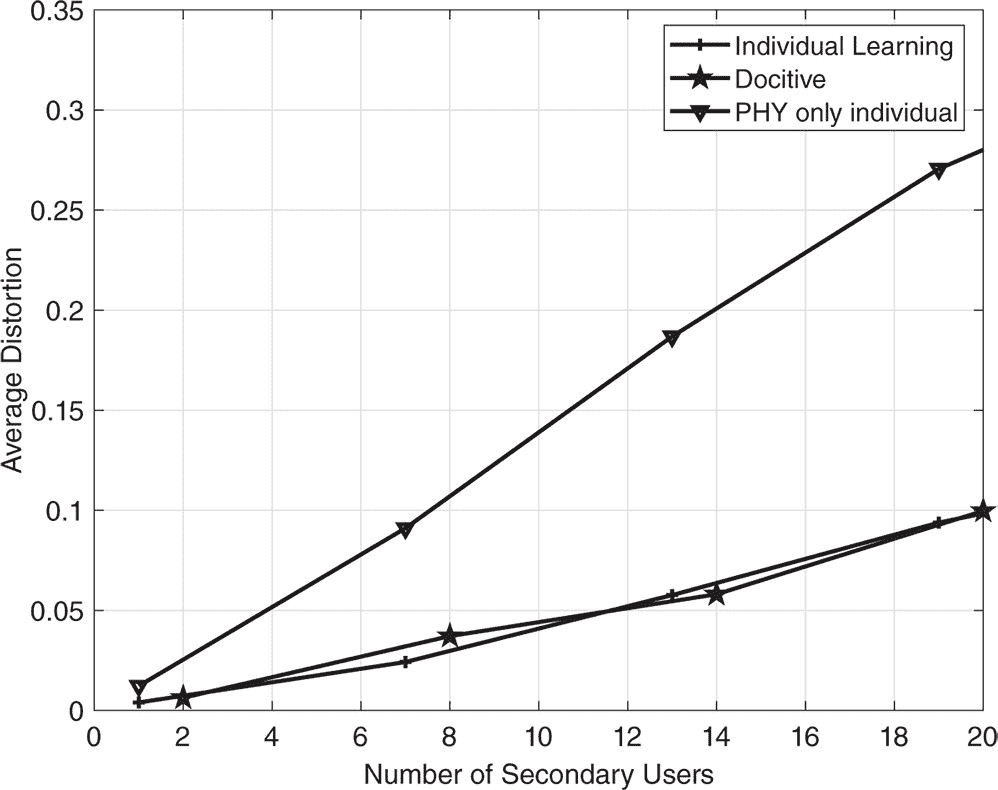 0.35
0.3
0.25
0.2
0.15
0.1
0.05
0
Average Distortion
Individual Learning
Docitive
PHY only individual
0 2 4 6 8 10 12 14 16 18 20
Number of Secondary Users